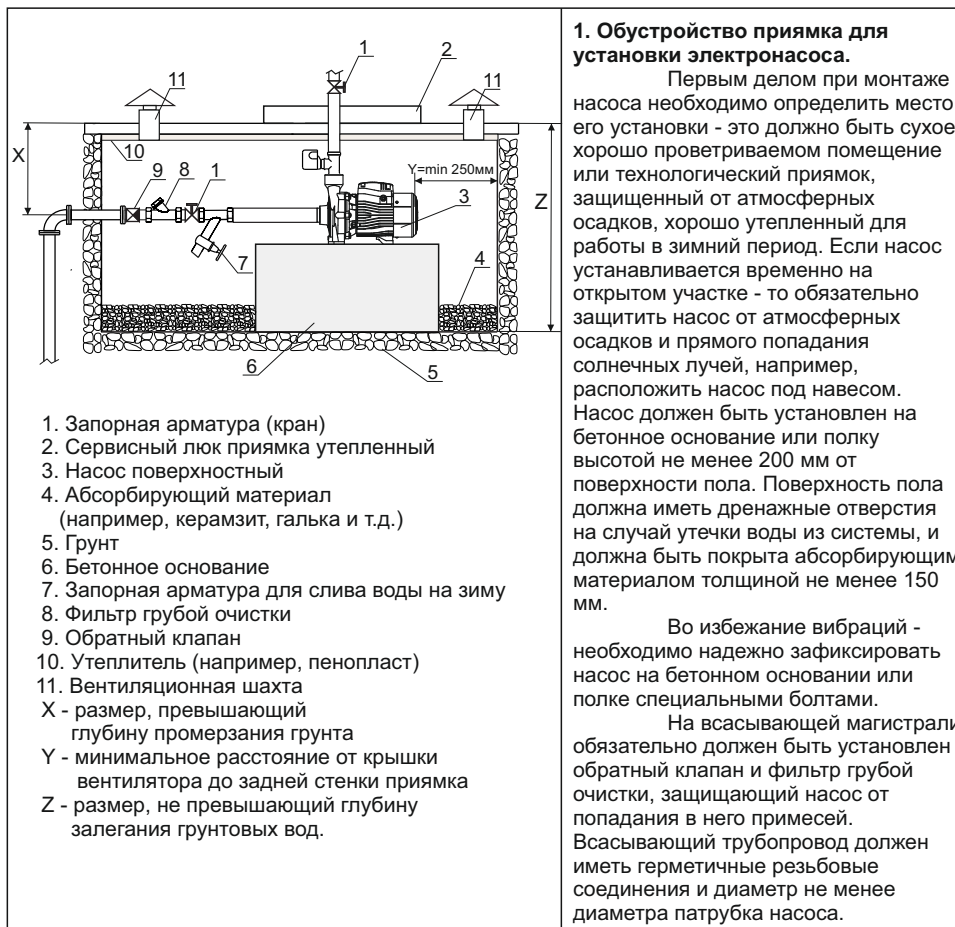 1
2
11
11
X
10
9
8
1
Y=min 250мм
3
Z
7
4
6
5
1. Запорная арматура (кран)
2. Сервисный люк приямка утепленный
3. Насос поверхностный
4. Абсорбирующий материал
(например, керамзит, галька и т.д.)
5. Грунт
6. Бетонное основание
7. Запорная арматура для слива воды на зиму
8. Фильтр грубой очистки
9. Обратный клапан
10. Утеплитель (например, пенопласт)
11. Вентиляционная шахта
X - размер, превышающий
глубину промерзания грунта
Y - минимальное расстояние от крышки
вентилятора до задней стенки приямка
Z - размер, не превышающий глубину
залегания грунтовых вод.
1. Обустройство приямка для
установки электронасоса.
Первым делом при монтаже
насоса необходимо определить место
его установки - это должно быть сухое
хорошо проветриваемом помещение
или технологический приямок,
защищенный от атмосферных
осадков, хорошо утепленный для
работы в зимний период. Если насос
устанавливается временно на
открытом участке - то обязательно
защитить насос от атмосферных
осадков и прямого попадания
солнечных лучей, например,
расположить насос под навесом.
Насос должен быть установлен на
бетонное основание или полку
высотой не менее 200 мм от
поверхности пола. Поверхность пола
должна иметь дренажные отверстия
на случай утечки воды из системы, и
должна быть покрыта абсорбирующим
материалом толщиной не менее 150
мм.
Во избежание вибраций -
необходимо надежно зафиксировать
насос на бетонном основании или
полке специальными болтами.
На всасывающей магистрали
обязательно должен быть установлен
обратный клапан и фильтр грубой
очистки, защищающий насос от
попадания в него примесей.
Всасывающий трубопровод должен
иметь герметичные резьбовые
соединения и диаметр не менее
диаметра патрубка насоса.